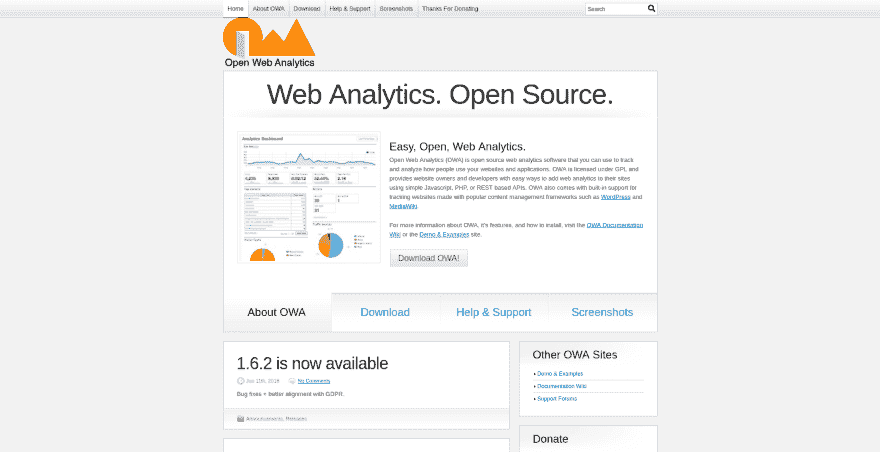 Home About OWA Download Help & Support Screenshots Thanks For Donating Search
Open Web Analytics
Web Analytics. Open Source.
Analytics Dashboard
Easy, Open, Web Analytics.
Open Web Analytics (OWA) is open source web analytics software that you can use to track
and analyze how people use your websites and applications. OWA is licensed under GPL and
provides website owners and developers with easy ways to add web analytics to their sites
using simple Javascript, PHP, or REST based APIs. OWA also comes with built-in support for
tracking websites made with popular content management frameworks such as WordPress and
MediaWiki.
For more information about OWA, it's features, and how to install, visit the OWA Documentation
Wiki or the Demo & Examples site.
Download OWA!
About OWA Download Help & Support Screenshots
1.6.2 is now available
No Comments
Bug fixes + better alignment with GDPR.
Announcements, Releases
Other OWA Sites
Demo & Examples
Documentation Wiki
Support Forums
Donate